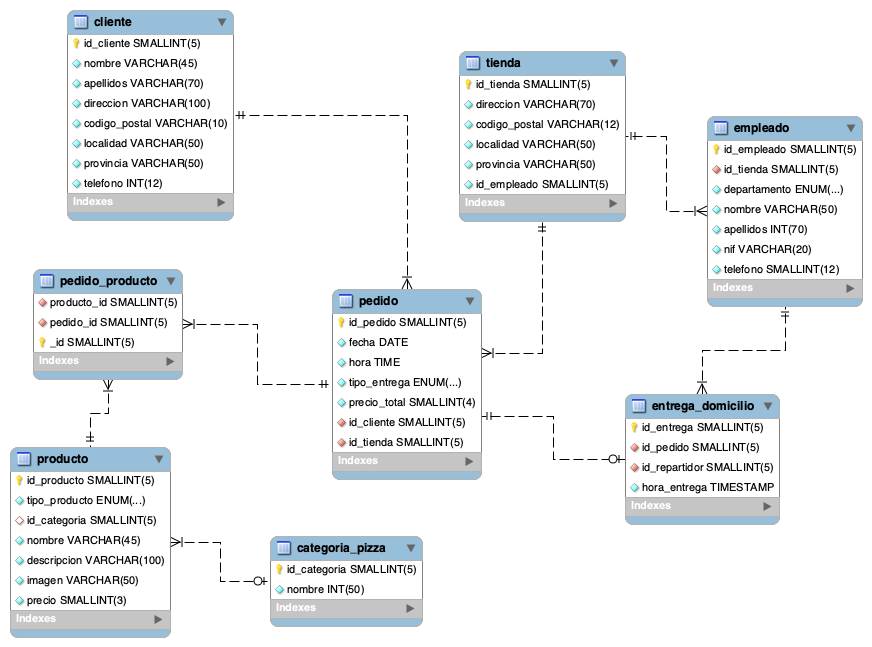 cliente
id_cliente SMALLINT(5)
nombre VARCHAR(45)
apellidos VARCHAR(70)
direccion VARCHAR(100)
codigo_postal VARCHAR(10)
localidad VARCHAR(50)
provincia VARCHAR(50)
telefono INT(12)
Indexes
tienda
id_tienda SMALLINT(5)
direccion VARCHAR(70)
codigo_postal VARCHAR(12)
localidad VARCHAR(50)
provincia VARCHAR(50)
id_empleado SMALLINT(5)
Indexes
empleado
id_empleado SMALLINT(5)
id_tienda SMALLINT(5)
departamento ENUM(...)
nombre VARCHAR(50)
apellidos INT(70)
nif VARCHAR(20)
telefono SMALLINT(12)
Indexes
pedido_producto
producto_id SMALLINT(5)
pedido_id SMALLINT(5)
_id SMALLINT(5)
Indexes
pedido
id_pedido SMALLINT(5)
fecha DATE
hora TIME
tipo_entrega ENUM(...)
precio_total SMALLINT(4)
id_cliente SMALLINT(5)
id_tienda SMALLINT(5)
Indexes
entrega_domicilio
id_entrega SMALLINT(5)
id_pedido SMALLINT(5)
id_repartidor SMALLINT(5)
hora_entrega TIMESTAMP
Indexes
producto
id_producto SMALLINT(5)
tipo_producto ENUM(...)
id_categoria SMALLINT(5)
nombre VARCHAR(45)
descripcion VARCHAR(100)
imagen VARCHAR(50)
precio SMALLINT(3)
Indexes
categoria_pizza
id_categoria SMALLINT(5)
nombre INT(50)
Indexes